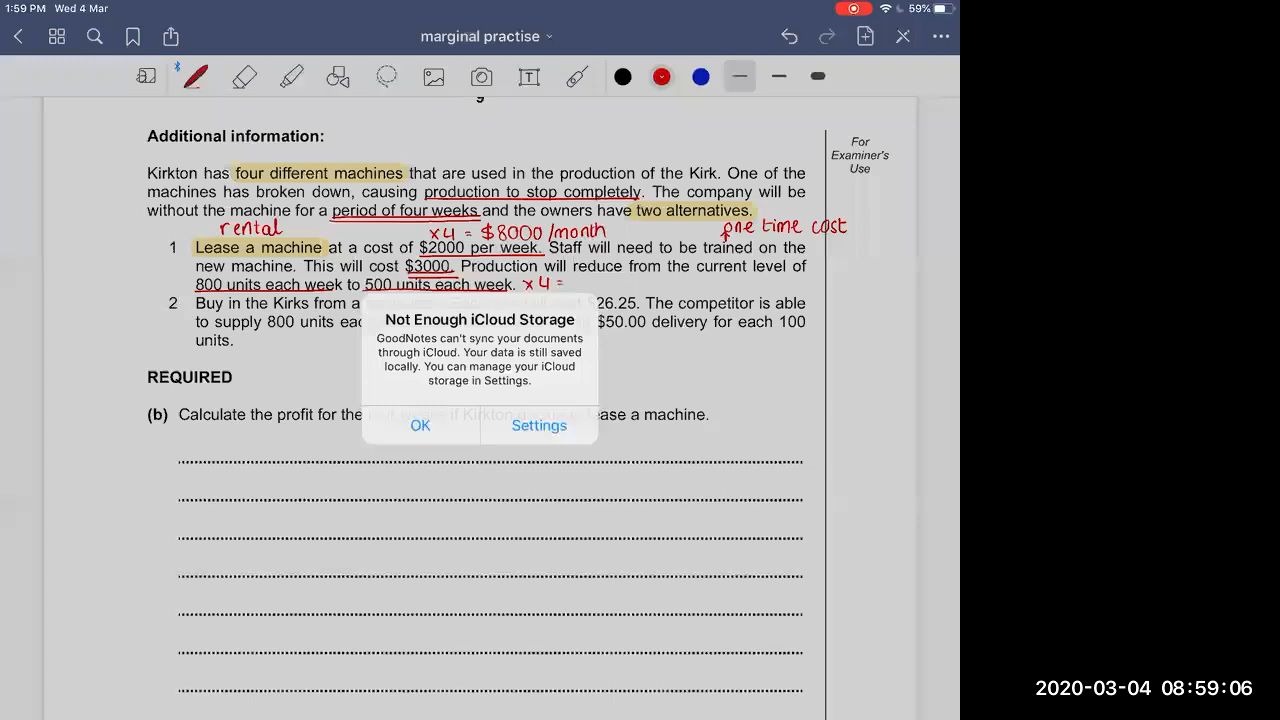 1:59 PM Wed 4 Mar
59%
marginal practise
9
Additional information:
For
Examiner's
Use
Kirkton has four different machines that are used in the production of the Kirk. One of the
machines has broken down, causing production to stop completely. The company will be
without the machine for a period of four weeks and the owners have two alternatives.
rental x4 = $8000/month one time cost
1 Lease a machine at a cost of $2000 per week. Staff will need to be trained on the
new machine. This will cost $3000. Production will reduce from the current level of
800 units each week to 500 units each week. x4 =
2 Buy in the Kirks from a $26.25. The competitor is able
to supply 800 units $50.00 delivery for each 100
units.
Not Enough iCloud Storage
GoodNotes can't sync your documents
through iCloud. Your data is still saved
locally. You can manage your iCloud
storage in Settings.
OK Settings
REQUIRED
(b) Calculate the profit for the if Kirkton lease a machine.
2020-03-04 08:59:06